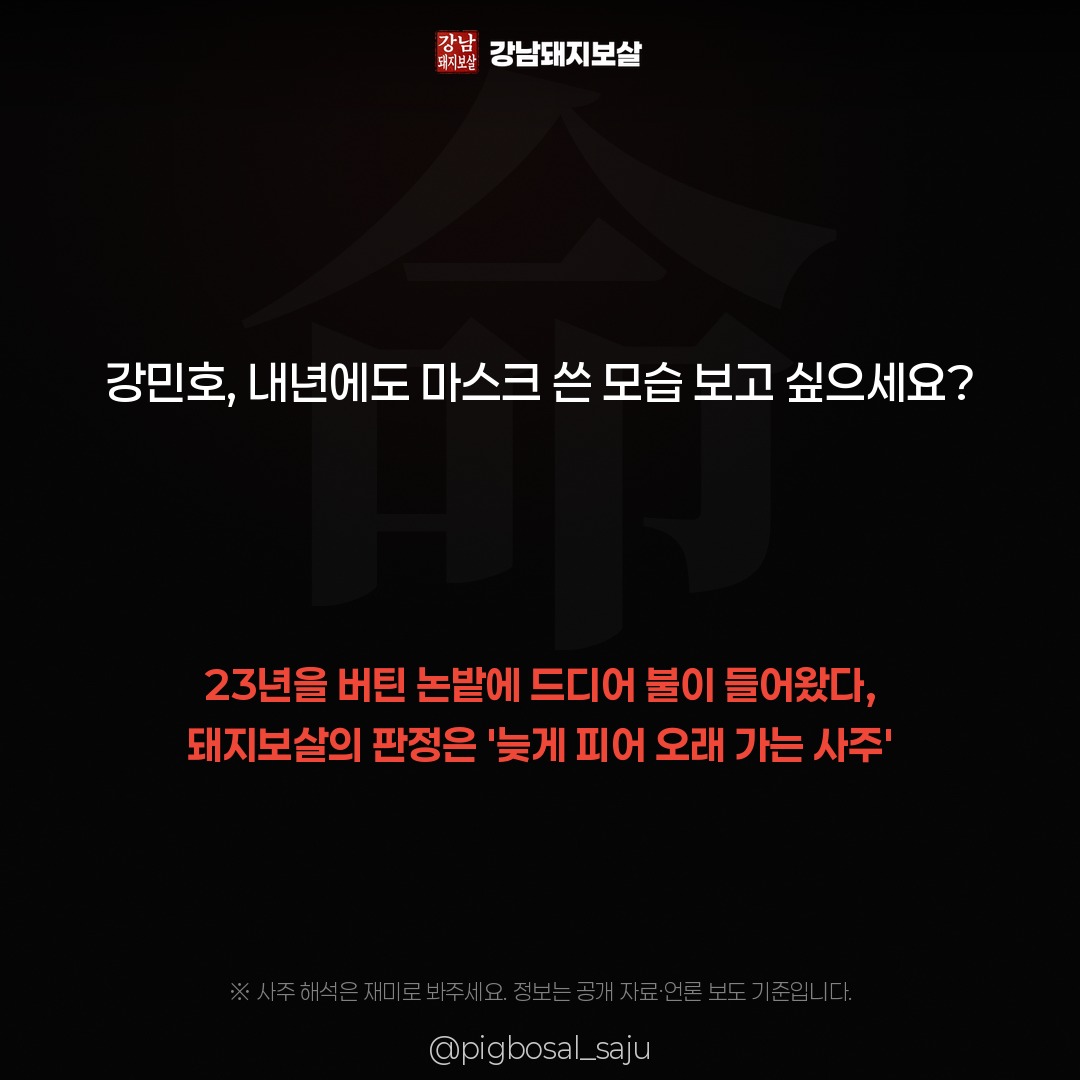 강남
돼지보살
강남돼지보살
命
강민호, 내년에도 마스크 쓴 모습 보고 싶으세요?
23년을 버틴 논밭에 드디어 불이 들어왔다,
돼지보살의 판정은 '늦게 피어 오래 가는 사주'
※ 사주 해석은 재미로 봐주세요. 정보는 공개 자료·언론 보도 기준입니다.
@pigbosal_saju